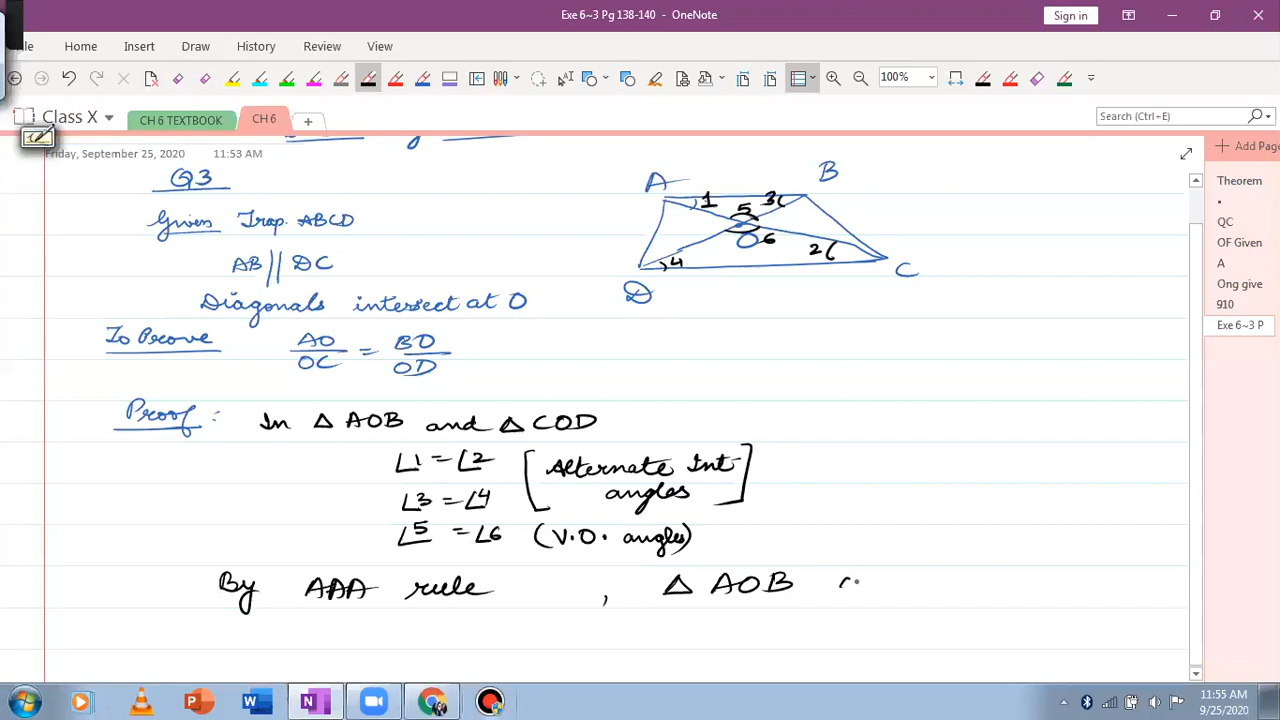 Exe 6~3 Pg 138-140 - OneNote
Sign in
Home Insert Draw History Review View
100%
Class X
CH 6 TEXTBOOK
CH 6
Search (Ctrl+E)
Friday, September 25, 2020 11:53 AM
Add Page
Theorem
QC
OF Given
A
Ong give
910
Exe 6~3 P
Q3
Given Trap. ABCD
AB || DC
Diagonals intersect at O
To Prove AO/OC = BO/OD
A B
1 5 3
O 6
4 2
D C
Proof : In △ AOB and △ COD
∠1 = ∠2 [Alternate Int
∠3 = ∠4 angles]
∠5 = ∠6 (V.O. angles)
By AAA rule , △ AOB
11:55 AM
9/25/2020